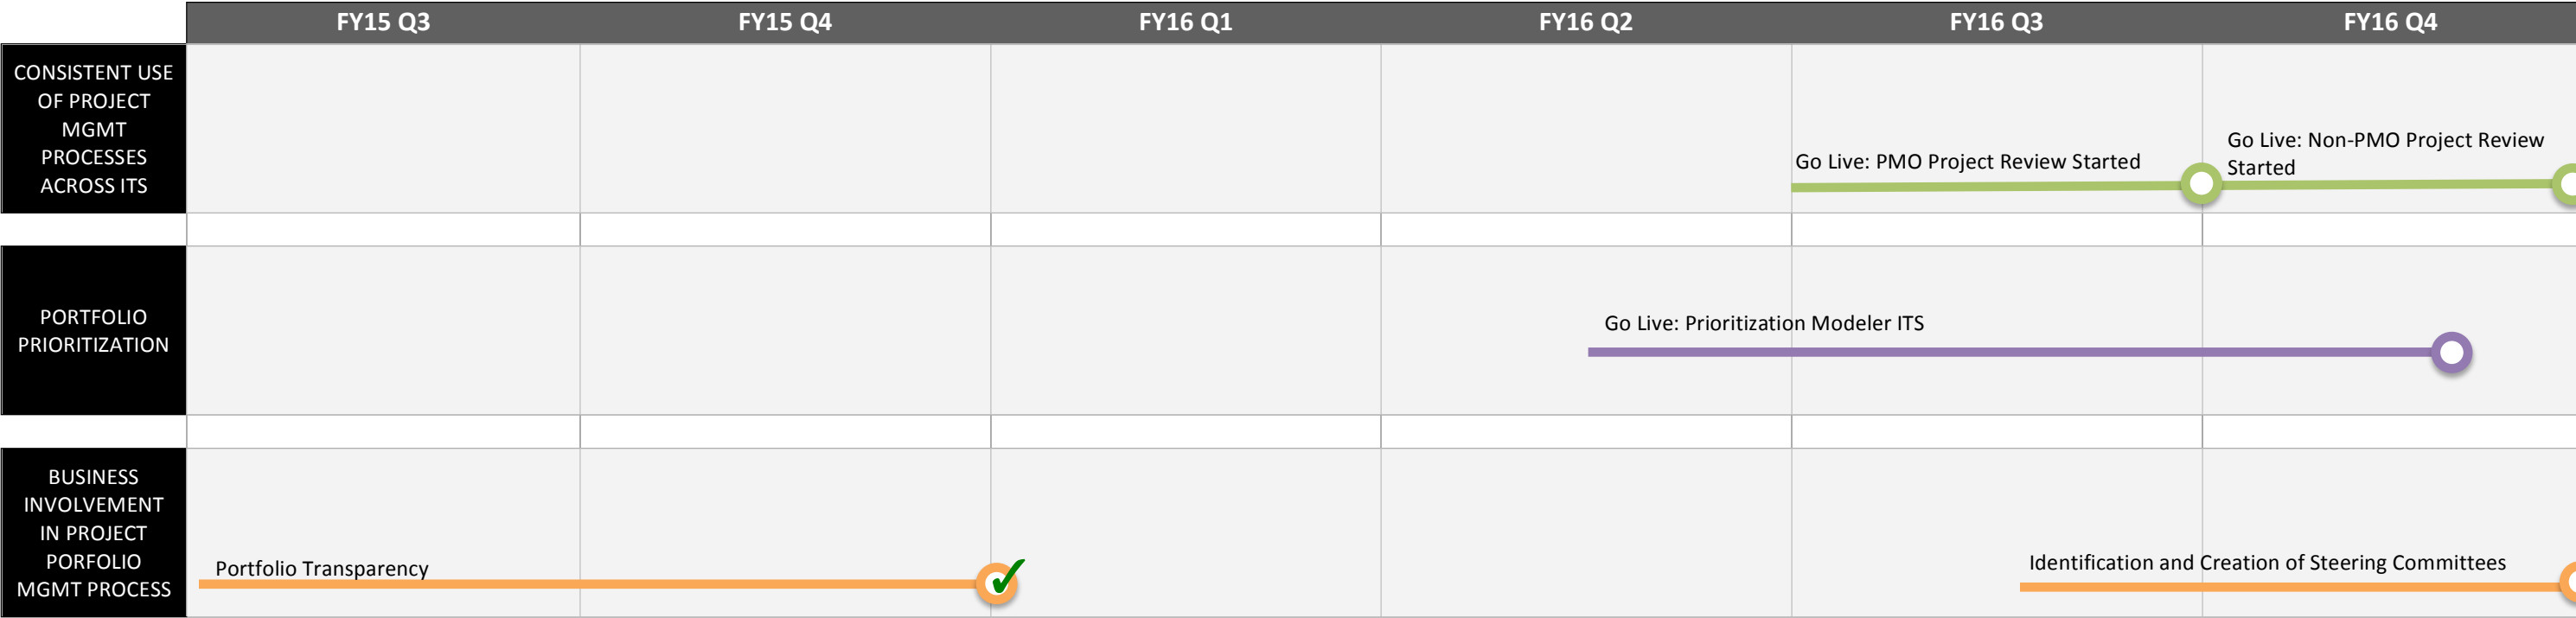 FY15 Q3 FY15 Q4 FY16 Q1 FY16 Q2 FY16 Q3 FY16 Q4
CONSISTENT USE
OF PROJECT
MGMT
PROCESSES
ACROSS ITS
Go Live: PMO Project Review Started
Go Live: Non-PMO Project Review
Started
PORTFOLIO
PRIORITIZATION
Go Live: Prioritization Modeler ITS
BUSINESS
INVOLVEMENT
IN PROJECT
PORFOLIO
MGMT PROCESS
Portfolio Transparency
Identification and Creation of Steering Committees